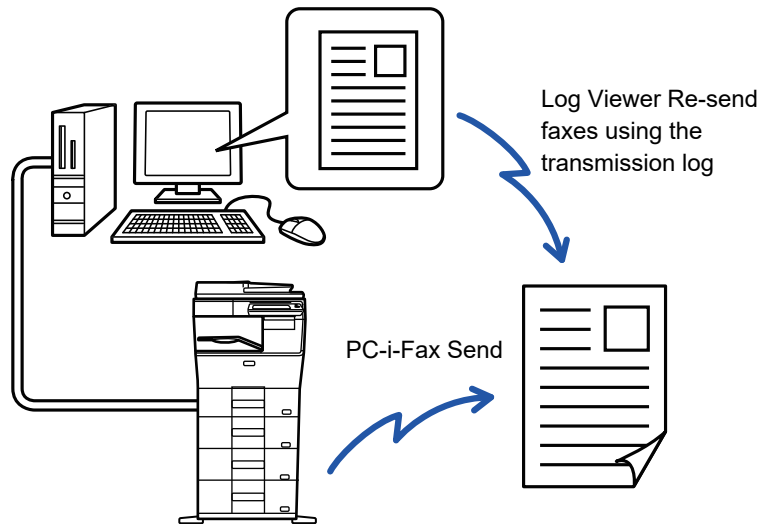 Log Viewer Re-send
faxes using the
transmission log
PC-i-Fax Send